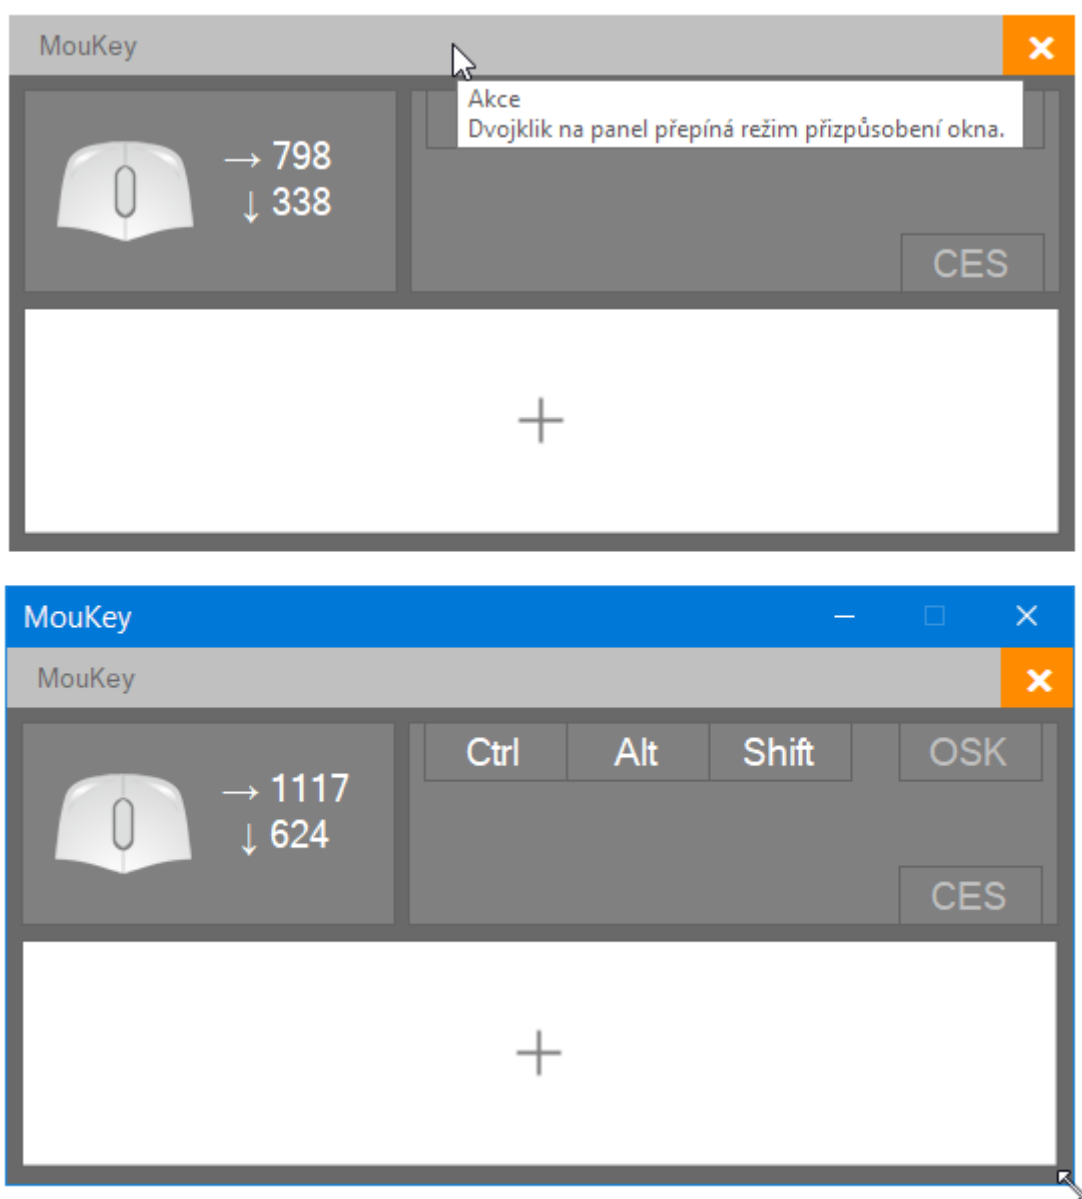 MouKey
Akce
Dvojklik na panel přepíná režim přizpůsobení okna.
→ 798
↓ 338
CES
MouKey
MouKey
→ 1117
↓ 624
Ctrl Alt Shift OSK
CES